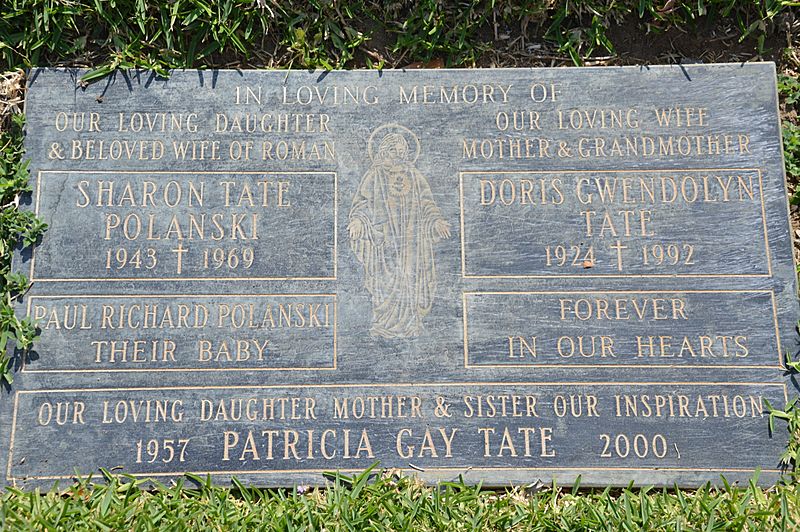 IN LOVING MEMORY OF
OUR LOVING DAUGHTER
& BELOVED WIFE OF ROMAN
SHARON TATE
POLANSKI
1943 † 1969
PAUL RICHARD POLANSKI
THEIR BABY
OUR LOVING WIFE
MOTHER & GRANDMOTHER
DORIS GWENDOLYN
TATE
1924 † 1992
FOREVER
IN OUR HEARTS
OUR LOVING DAUGHTER MOTHER & SISTER OUR INSPIRATION
1957 PATRICIA GAY TATE 2000